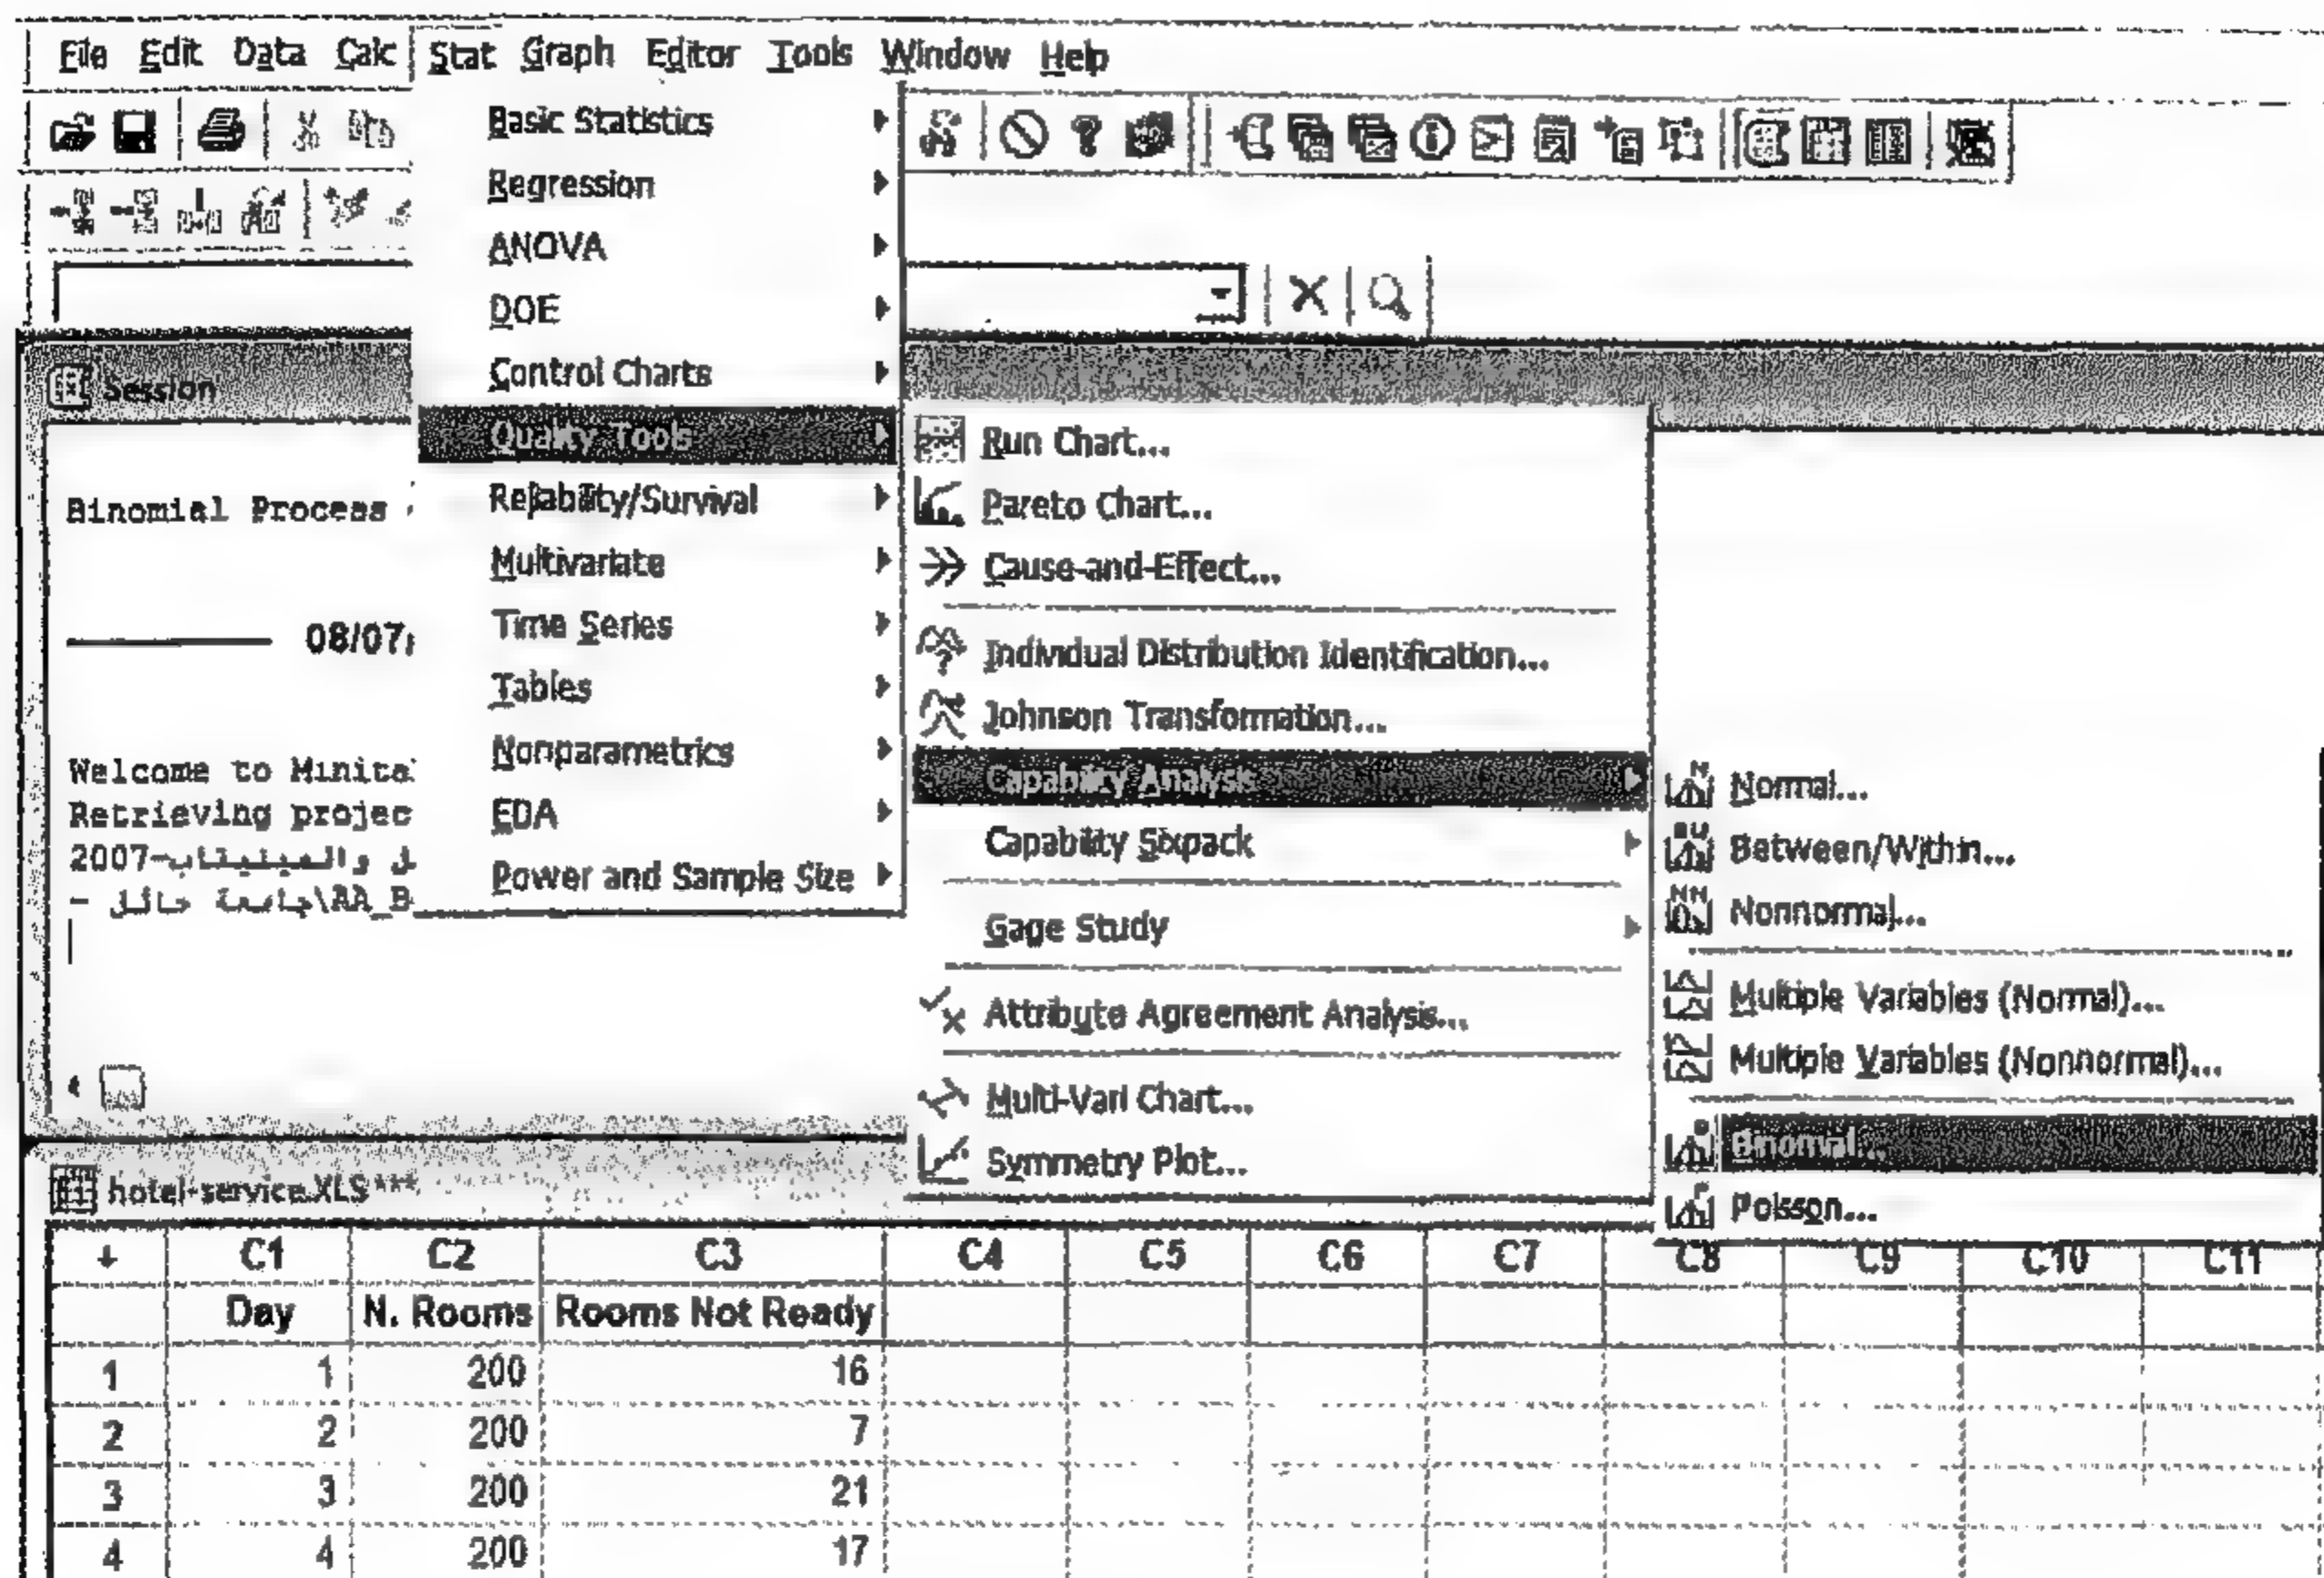 File Edit Data Calc Stat Graph Editor Tools Window Help
Basic Statistics
Regression
ANOVA
DOE
Control Charts
Quality Tools
Reliability/Survival
Multivariate
Time Series
Tables
Nonparametrics
EDA
Power and Sample Size
Run Chart...
Pareto Chart...
Cause-and-Effect...
Individual Distribution Identification...
Johnson Transformation...
Capability Analysis
Capability Sixpack
Gage Study
Attribute Agreement Analysis...
Multi-Vari Chart...
Symmetry Plot...
Normal...
Between/Within...
Nonnormal...
Multiple Variables (Normal)...
Multiple Variables (Nonnormal)...
Binomial...
Poisson...
Session
Binomial Process
08/07/
Welcome to Minita
Retrieving projec
ل والمينيتاب-2007
جامعة حائل\AA_B -
hotel-service.XLS ***
C1 C2 C3 C4 C5 C6 C7 C8 C9 C10 C11
Day N. Rooms Rooms Not Ready
1 1 200 16
2 2 200 7
3 3 200 21
4 4 200 17